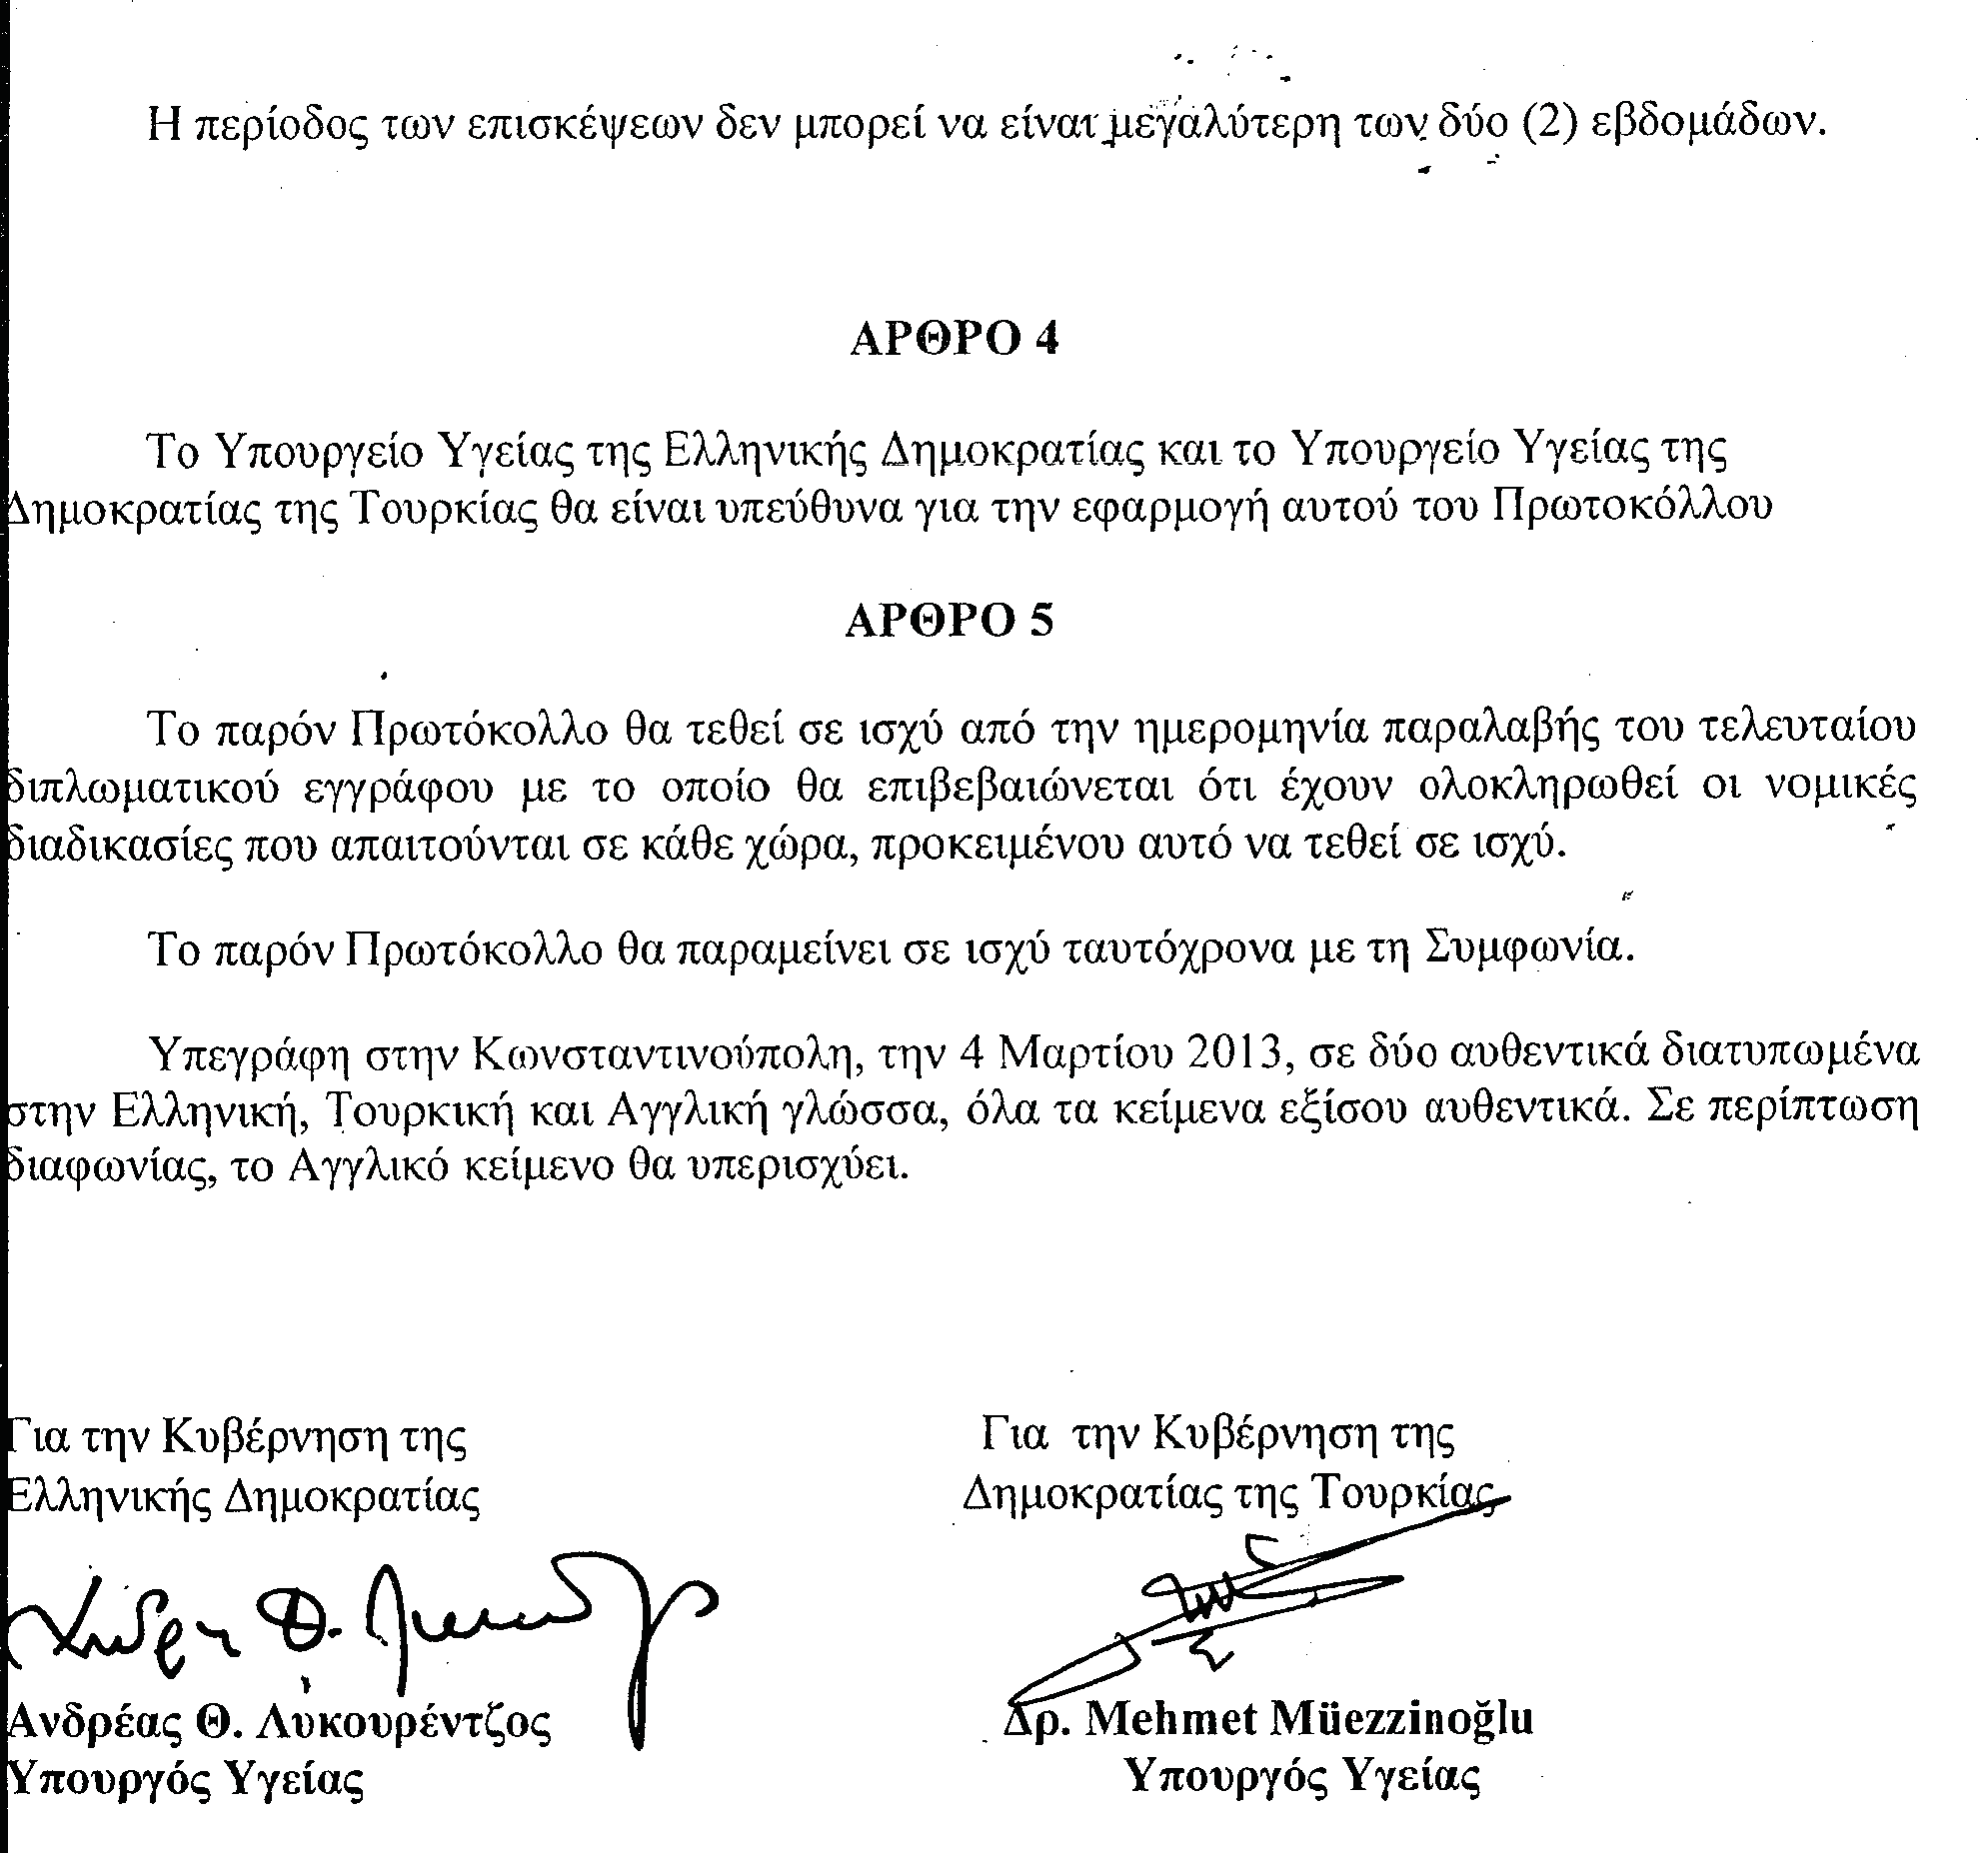 Η περίοδος των επισκέψεων δεν μπορεί να είναι μεγαλύτερη των δύο (2) εβδομάδων.
ΑΡΘΡΟ 4
Το Υπουργείο Υγείας της Ελληνικής Δημοκρατίας και το Υπουργείο Υγείας της
Δημοκρατίας της Τουρκίας θα είναι υπεύθυνα για την εφαρμογή αυτού του Πρωτοκόλλου
ΑΡΘΡΟ 5
Το παρόν Πρωτόκολλο θα τεθεί σε ισχύ από την ημερομηνία παραλαβής του τελευταίου
διπλωματικού εγγράφου με το οποίο θα επιβεβαιώνεται ότι έχουν ολοκληρωθεί οι νομικές
διαδικασίες που απαιτούνται σε κάθε χώρα, προκειμένου αυτό να τεθεί σε ισχύ.
Το παρόν Πρωτόκολλο θα παραμείνει σε ισχύ ταυτόχρονα με τη Συμφωνία.
Υπεγράφη στην Κωνσταντινούπολη, την 4 Μαρτίου 2013, σε δύο αυθεντικά διατυπωμένα
στην Ελληνική, Τουρκική και Αγγλική γλώσσα, όλα τα κείμενα εξίσου αυθεντικά. Σε περίπτωση
διαφωνίας, το Αγγλικό κείμενο θα υπερισχύει.
Για την Κυβέρνηση της
Ελληνικής Δημοκρατίας
Ανδρέας Θ. Λυκουρέντζος
Υπουργός Υγείας
Για την Κυβέρνηση της
Δημοκρατίας της Τουρκίας
Δρ. Mehmet Müezzinoğlu
Υπουργός Υγείας